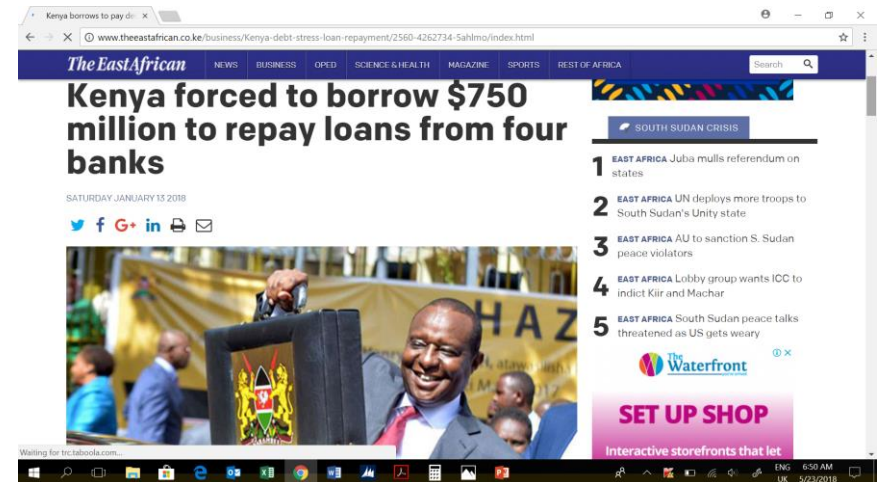 Kenya borrows to pay de
www.theeastafrican.co.ke/business/Kenya-debt-stress-loan-repayment/2560-4262734-5ahlmo/index.html
The EastAfrican NEWS BUSINESS OPED SCIENCE & HEALTH MAGAZINE SPORTS REST OF AFRICA Search
Kenya forced to borrow $750
million to repay loans from four
banks
SATURDAY JANUARY 13 2018
G+ in
HAZ
SOUTH SUDAN CRISIS
1 EAST AFRICA Juba mulls referendum on
states
2 EAST AFRICA UN deploys more troops to
South Sudan's Unity state
3 EAST AFRICA AU to sanction S. Sudan
peace violators
4 EAST AFRICA Lobby group wants ICC to
indict Kiir and Machar
5 EAST AFRICA South Sudan peace talks
threatened as US gets weary
The
Waterfront
SET UP SHOP
Interactive storefronts that let
Waiting for trc.taboola.com...
ENG 6:50 AM
UK 5/23/2018